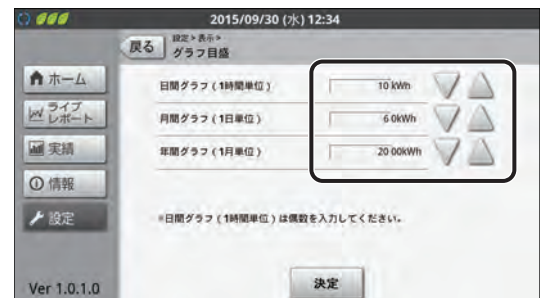 2015/09/30 (水) 12:34
戻る
設定>表示>
グラフ目盛
ホーム
ライブ
レポート
実績
情報
設定
Ver 1.0.1.0
日間グラフ(1時間単位) 10 kWh
月間グラフ(1日単位) 60kWh
年間グラフ(1月単位) 2000kWh
※日間グラフ(1時間単位)は偶数を入力してください。
決定